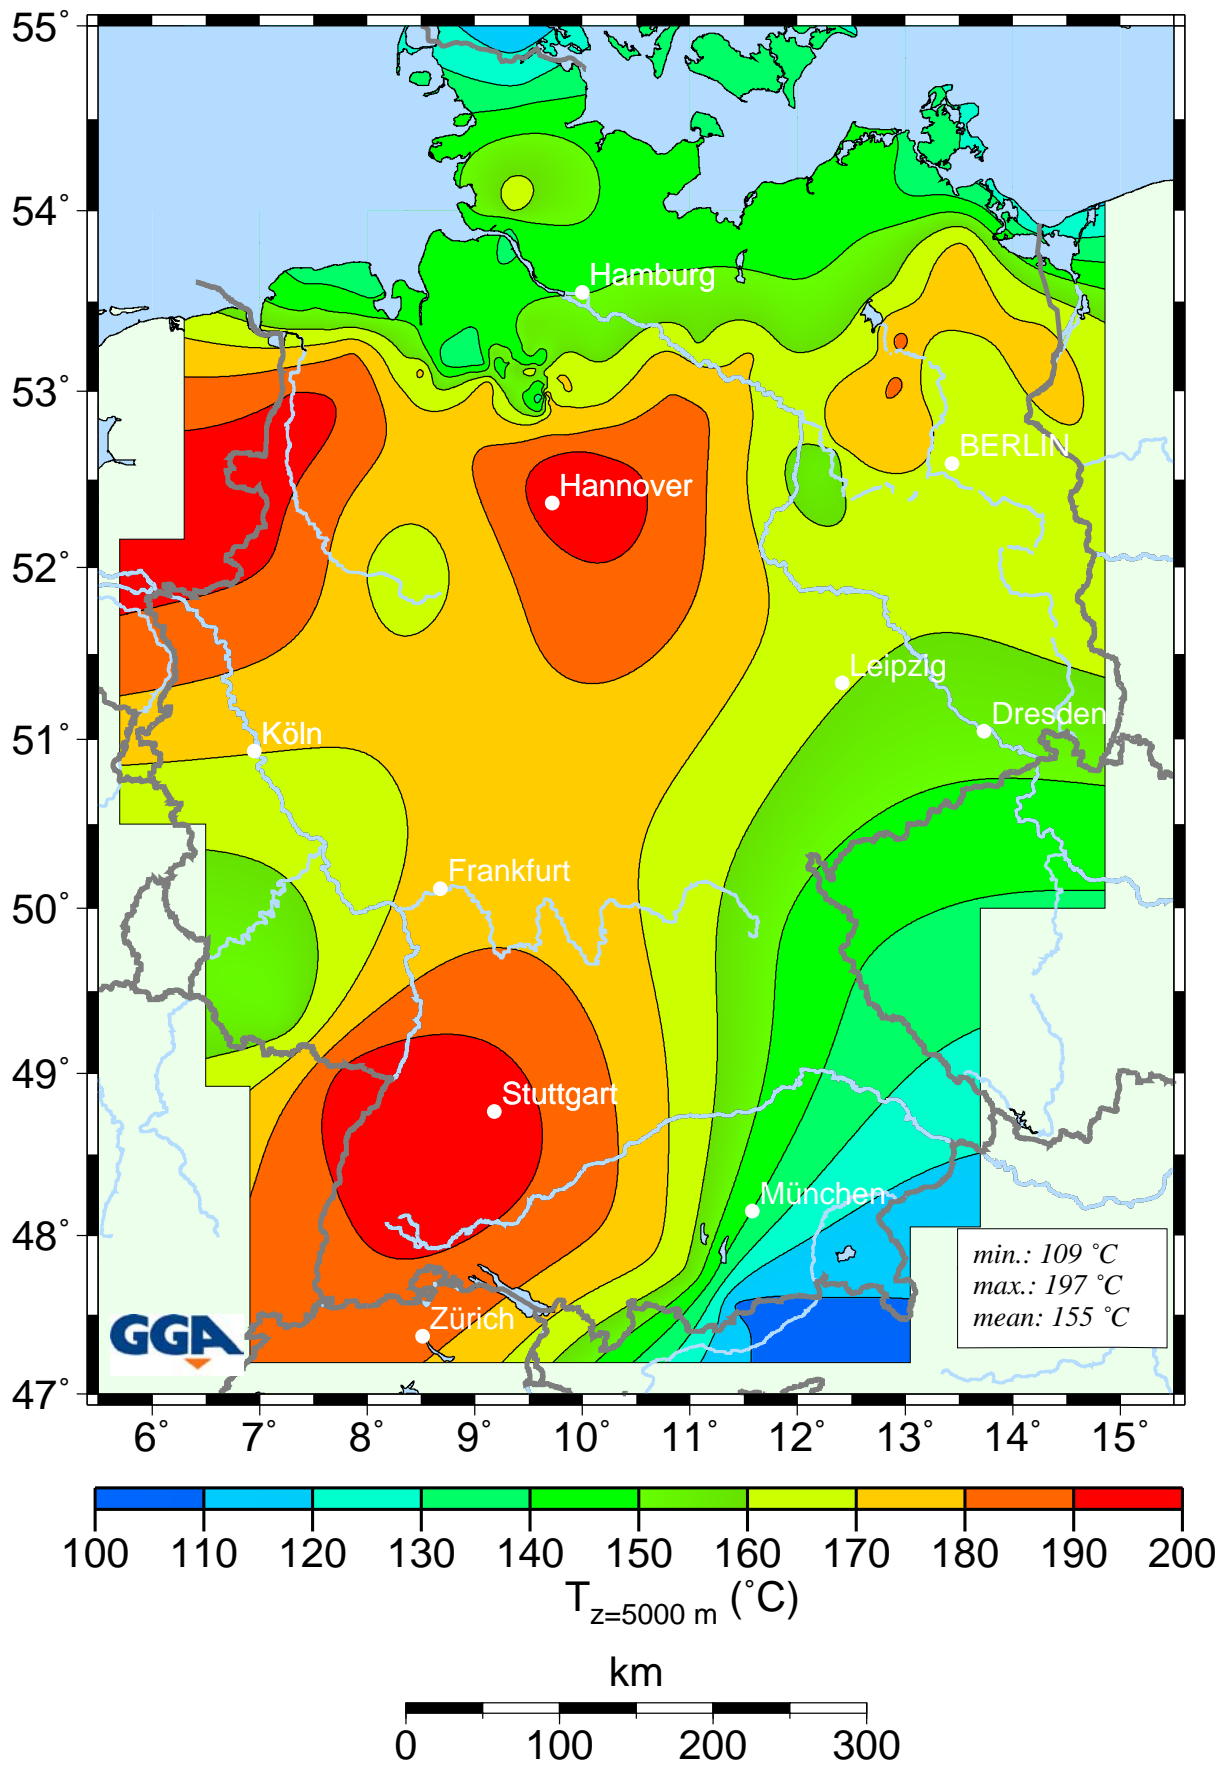 55°
54°
Hamburg
53°
BERLIN
Hannover
52°
Leipzig
Dresden
51°
Köln
Frankfurt
50°
49°
Stuttgart
München
48°
min.: 109 °C
max.: 197 °C
mean: 155 °C
GGA
Zürich
47°
6° 7° 8° 9° 10° 11° 12° 13° 14° 15°
100 110 120 130 140 150 160 170 180 190 200
T z=5000 m (°C)
km
0 100 200 300